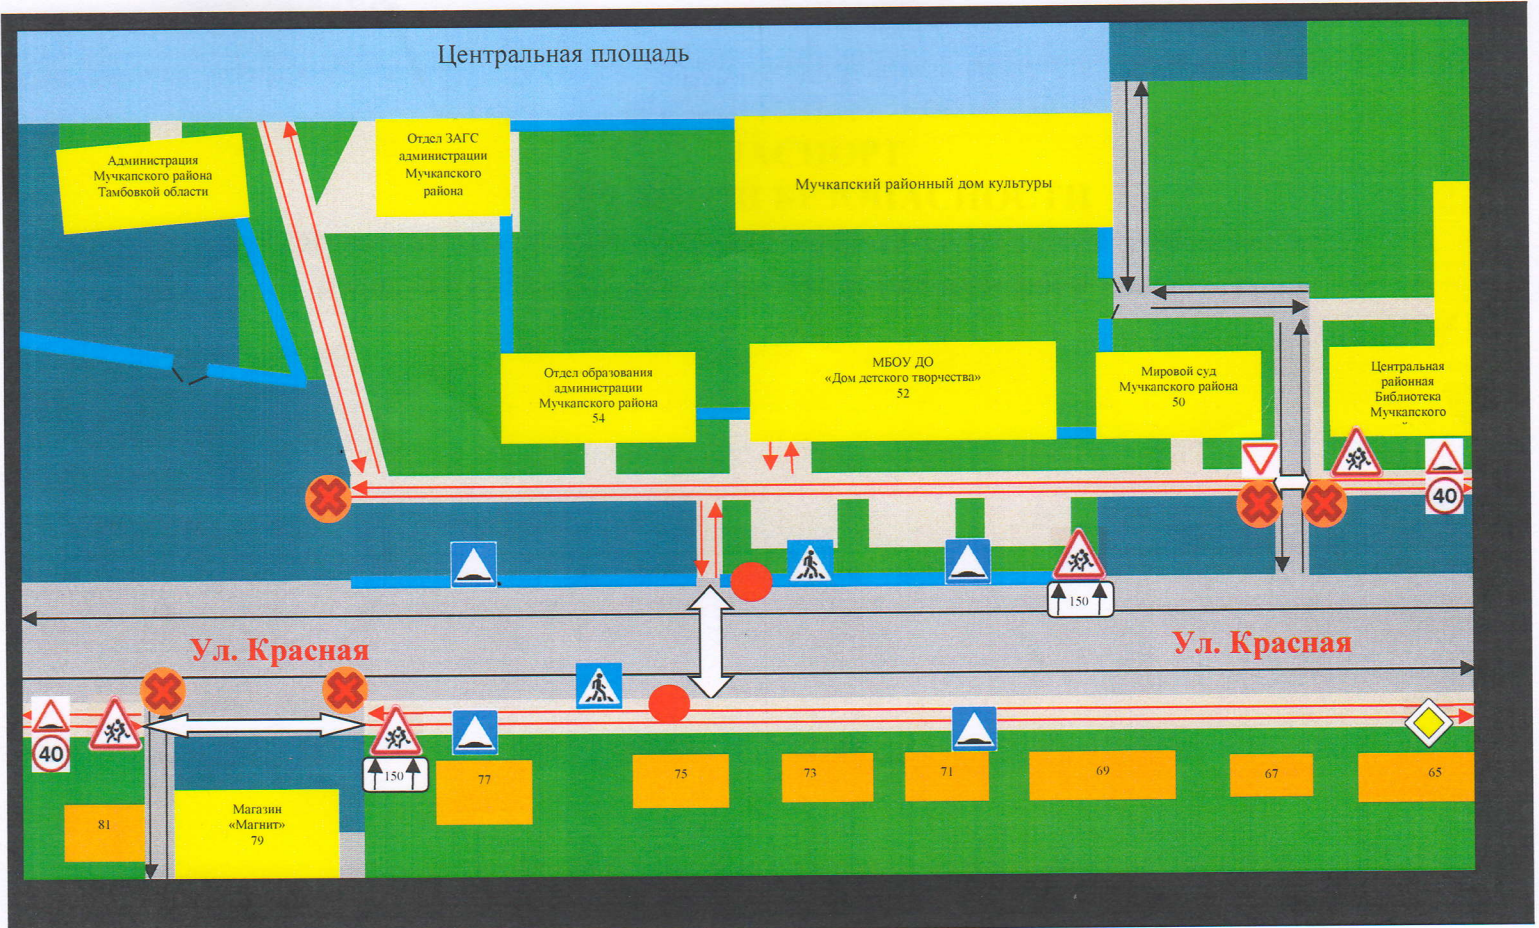 Центральная площадь
Администрация
Мучкапского района
Тамбовкой области
Отдел ЗАГС
администрации
Мучкапского
района
Мучкапский районный дом культуры
Отдел образования
администрации
Мучкапского района
54
МБОУ ДО
«Дом детского творчества»
52
Мировой суд
Мучкапского района
50
Центральная
районная
Библиотека
Мучкапского
40
150
Ул. Красная
Ул. Красная
40
150
77
75
73
71
69
67
65
81
Магазин
«Магнит»
79